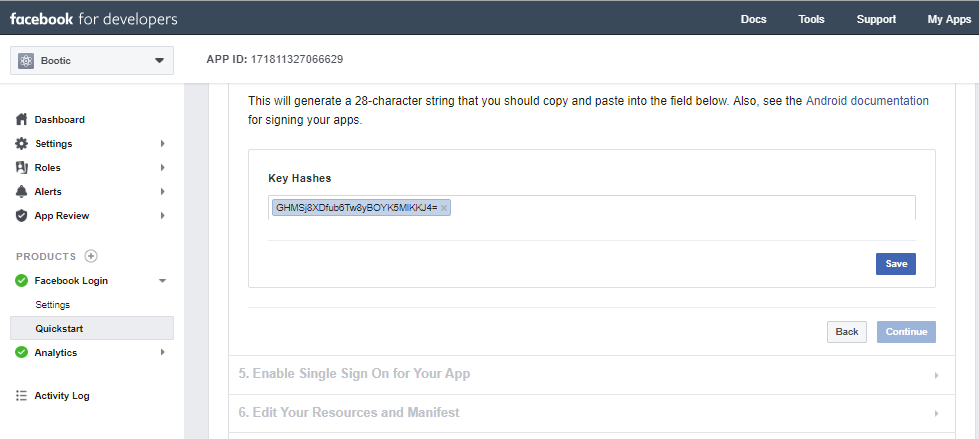 facebook for developers
Docs
Tools
Support
My Apps
Bootic
APP ID: 171811327066629
This will generate a 28-character string that you should copy and paste into the field below. Also, see the Android documentation
for signing your apps.
Dashboard
Settings
Roles
Alerts
App Review
PRODUCTS
Facebook Login
Settings
Quickstart
Analytics
Activity Log
Key Hashes
GHMSj8XDfub6Tw8yBOYK5MlKKJ4=
Save
Back
Continue
5. Enable Single Sign On for Your App
6. Edit Your Resources and Manifest